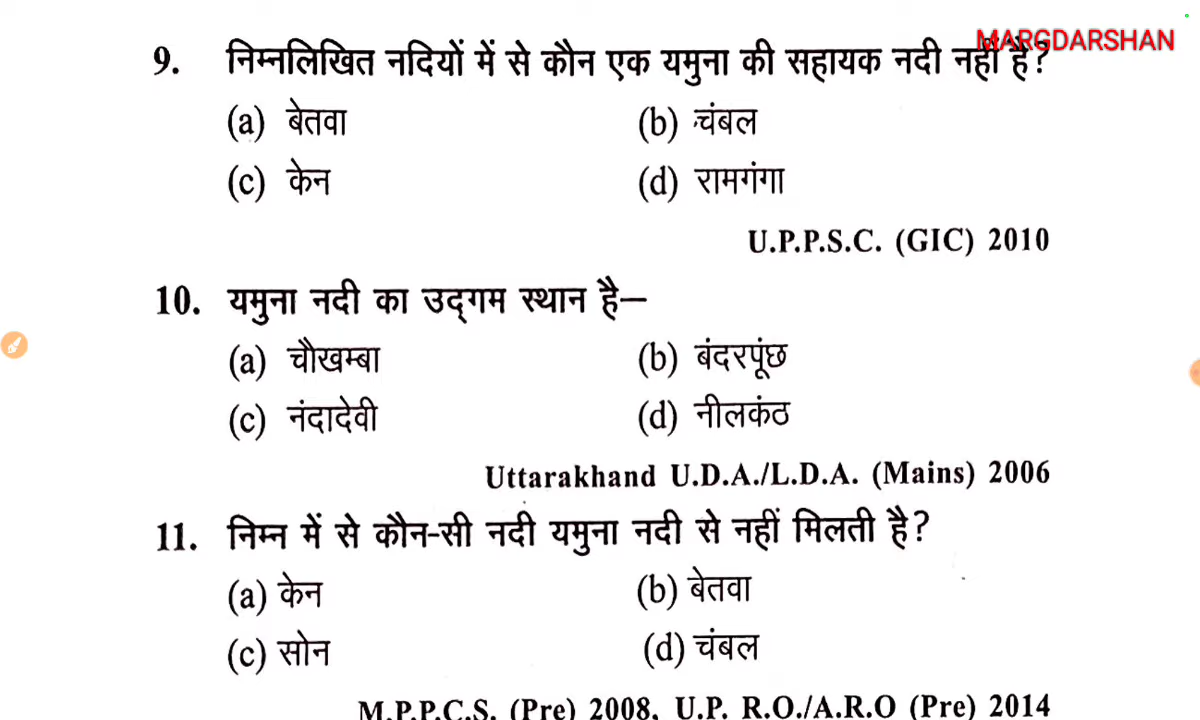 MARGDARSHAN
9. निम्नलिखित नदियों में से कौन एक यमुना की सहायक नदी नहीं है?
(a) बेतवा (b) चंबल
(c) केन (d) रामगंगा
U.P.P.S.C. (GIC) 2010
10. यमुना नदी का उद्गम स्थान है—
(a) चौखम्बा (b) बंदरपूंछ
(c) नंदादेवी (d) नीलकंठ
Uttarakhand U.D.A./L.D.A. (Mains) 2006
11. निम्न में से कौन-सी नदी यमुना नदी से नहीं मिलती है?
(a) केन (b) बेतवा
(c) सोन (d) चंबल
M.P.P.C.S. (Pre) 2008, U.P. R.O./A.R.O (Pre) 2014